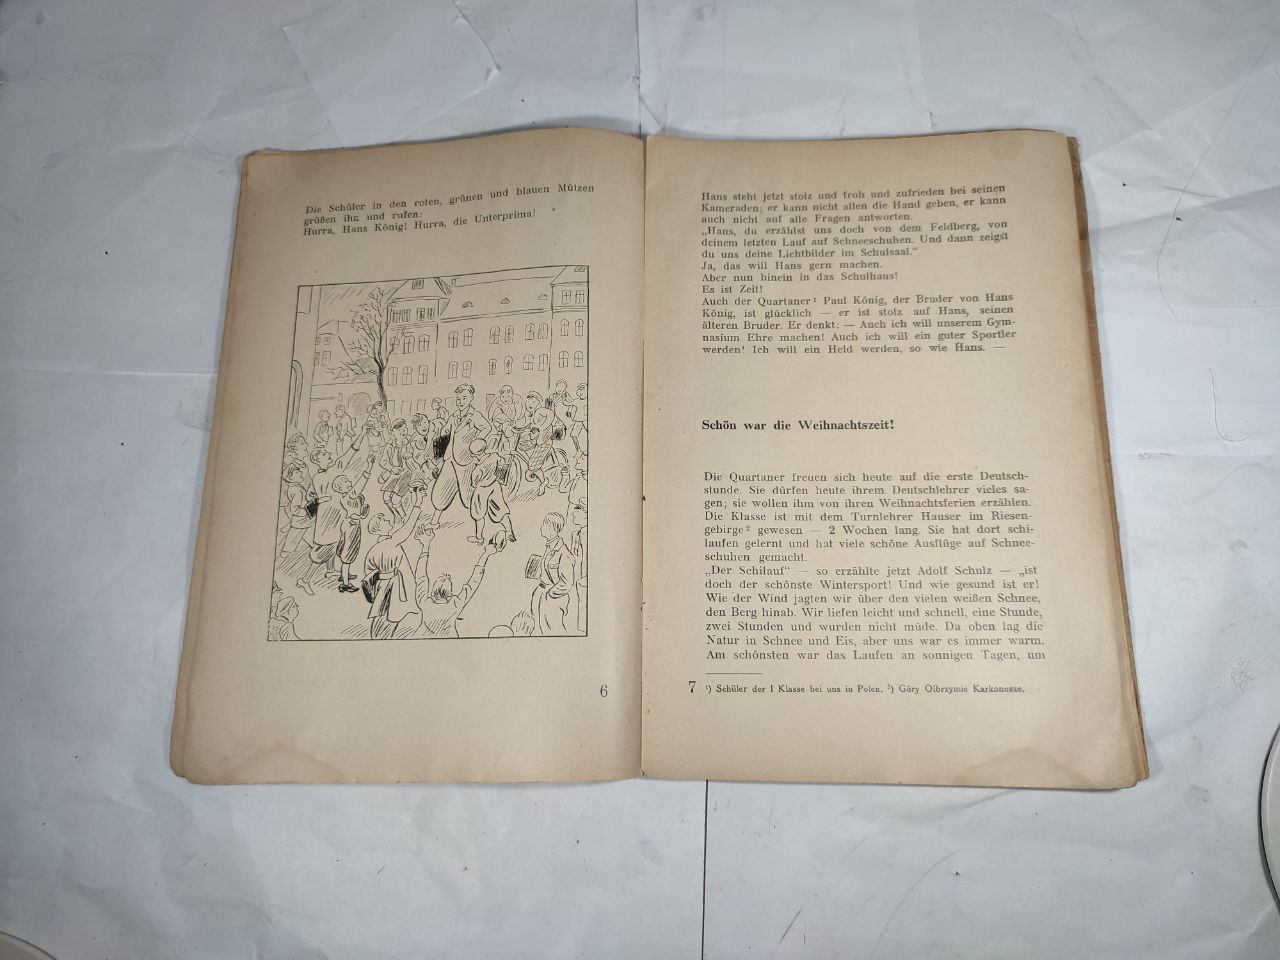 Die Schüler in den roten, grünen und blauen Mützen
grüßen ihn und rufen:
Hurra, Hans König! Hurra, die Unterprima!
6
Hans steht jetzt stolz und froh und zufrieden bei seinen
Kameraden; er kann nicht allen die Hand geben, er kann
auch nicht auf alle Fragen antworten.
„Hans, du erzählst uns doch von dem Feldberg, von
deinem letzten Lauf auf Schneeschuhen. Und dann zeigst
du uns deine Lichtbilder im Schulsaal.“
Ja, das will Hans gern machen.
Aber nun hinein in das Schulhaus!
Es ist Zeit!
Auch der Quartaner¹ Paul König, der Bruder von Hans
König, ist glücklich — er ist stolz auf Hans, seinen
älteren Bruder. Er denkt: — Auch ich will unserem Gym-
nasium Ehre machen! Auch ich will ein guter Sportler
werden! Ich will ein Held werden, so wie Hans. —
Schön war die Weihnachtszeit!
Die Quartaner freuen sich heute auf die erste Deutsch-
stunde. Sie dürfen heute ihrem Deutschlehrer vieles sa-
gen; sie wollen ihm von ihren Weihnachtsferien erzählen.
Die Klasse ist mit dem Turnlehrer Hauser im Riesen-
gebirge² gewesen — 2 Wochen lang. Sie hat dort schi-
laufen gelernt und hat viele schöne Ausflüge auf Schnee-
schuhen gemacht.
„Der Schilauf“ — so erzählte jetzt Adolf Schulz — „ist
doch der schönste Wintersport! Und wie gesund ist er!
Wie der Wind jagten wir über den vielen weißen Schnee,
den Berg hinab. Wir liefen leicht und schnell, eine Stunde,
zwei Stunden und wurden nicht müde. Da oben lag die
Natur in Schnee und Eis, aber uns war es immer warm.
Am schönsten war das Laufen an sonnigen Tagen, um
7 ¹) Schüler der I Klasse bei uns in Polen. ²) Góry Olbrzymie Karkonosze.